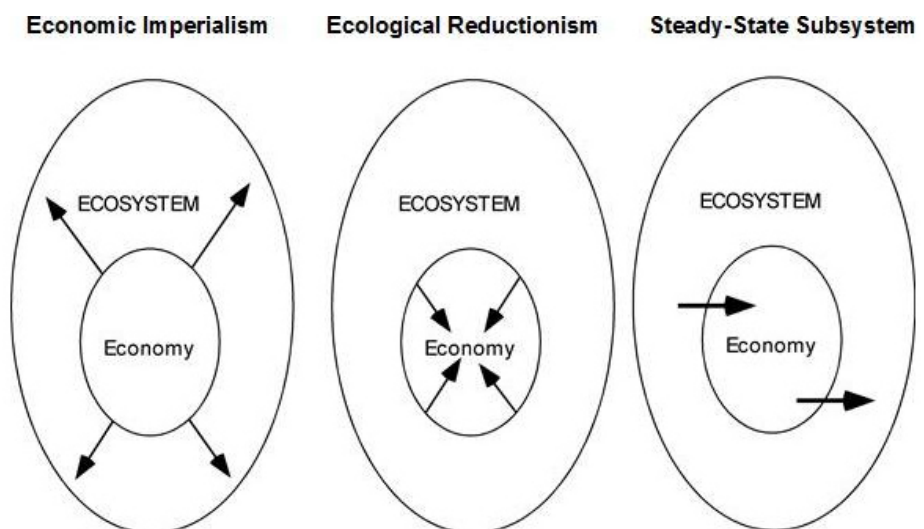 Economic Imperialism
Ecological Reductionism
Steady-State Subsystem
ECOSYSTEM
Economy
ECOSYSTEM
Economy
ECOSYSTEM
Economy